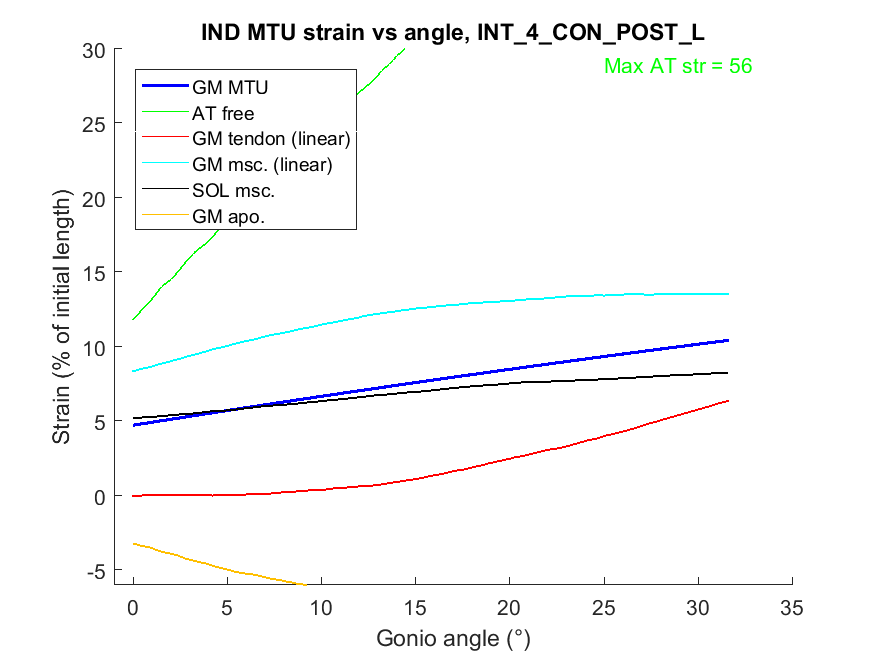 IND MTU strain vs angle, INT_4_CON_POST_L
Max AT str = 56
GM MTU
AT free
GM tendon (linear)
GM msc. (linear)
SOL msc.
GM apo.
Strain (% of initial length)
30
25
20
15
10
5
0
-5
0 5 10 15 20 25 30 35
Gonio angle (°)